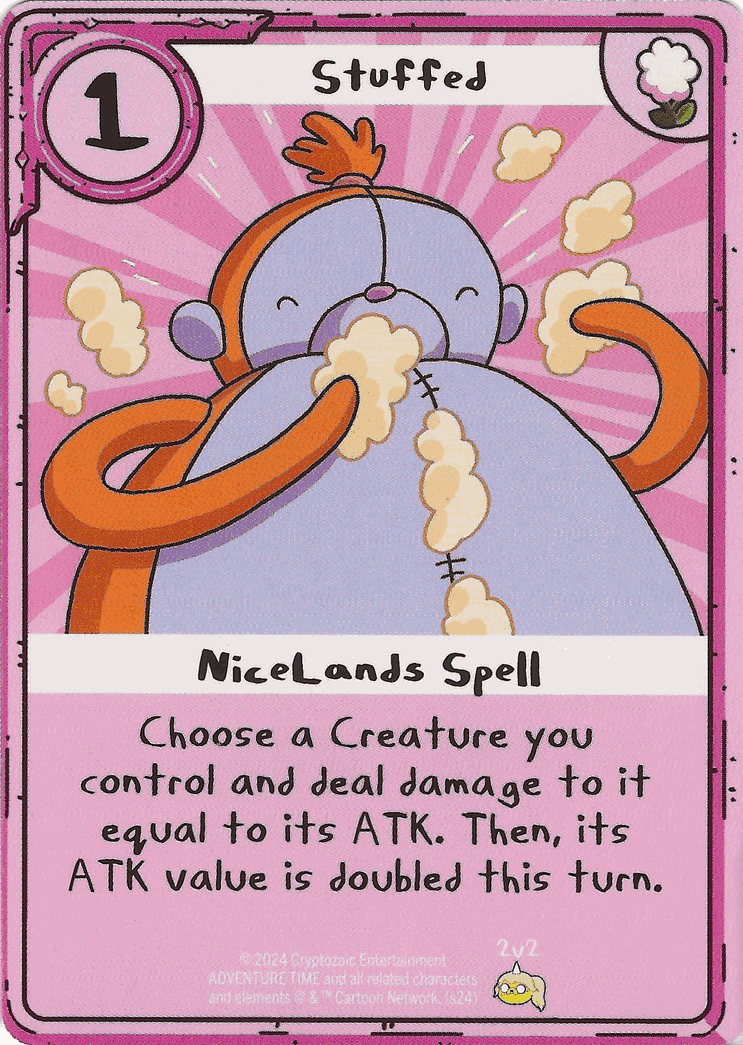 1
Stuffed
NiceLands Spell
Choose a Creature you
control and deal damage to it
equal to its ATK. Then, its
ATK value is doubled this turn.
© 2024 Cryptozoic Entertainment
ADVENTURE TIME and all related characters
and elements © & ™ Cartoon Network. (s24)
2v2